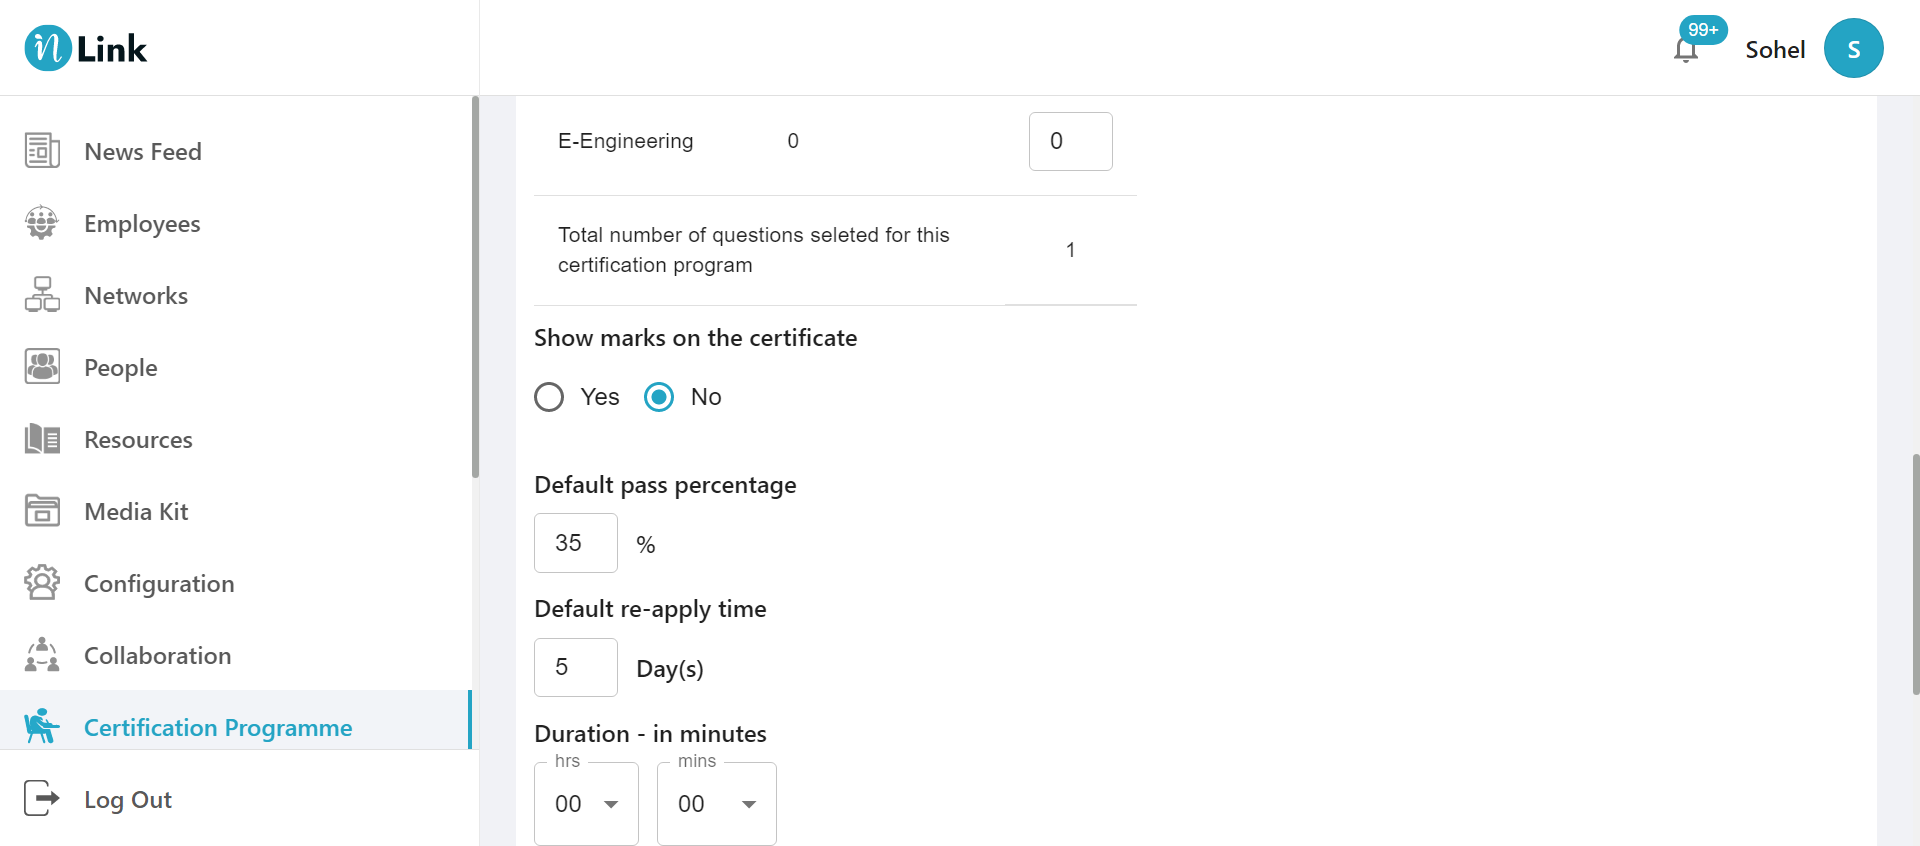 n Link
99+
Sohel
S
News Feed
Employees
Networks
People
Resources
Media Kit
Configuration
Collaboration
Certification Programme
Log Out
E-Engineering 0 0
Total number of questions seleted for this
certification program
1
Show marks on the certificate
Yes No
Default pass percentage
35 %
Default re-apply time
5 Day(s)
Duration - in minutes
hrs mins
00 00